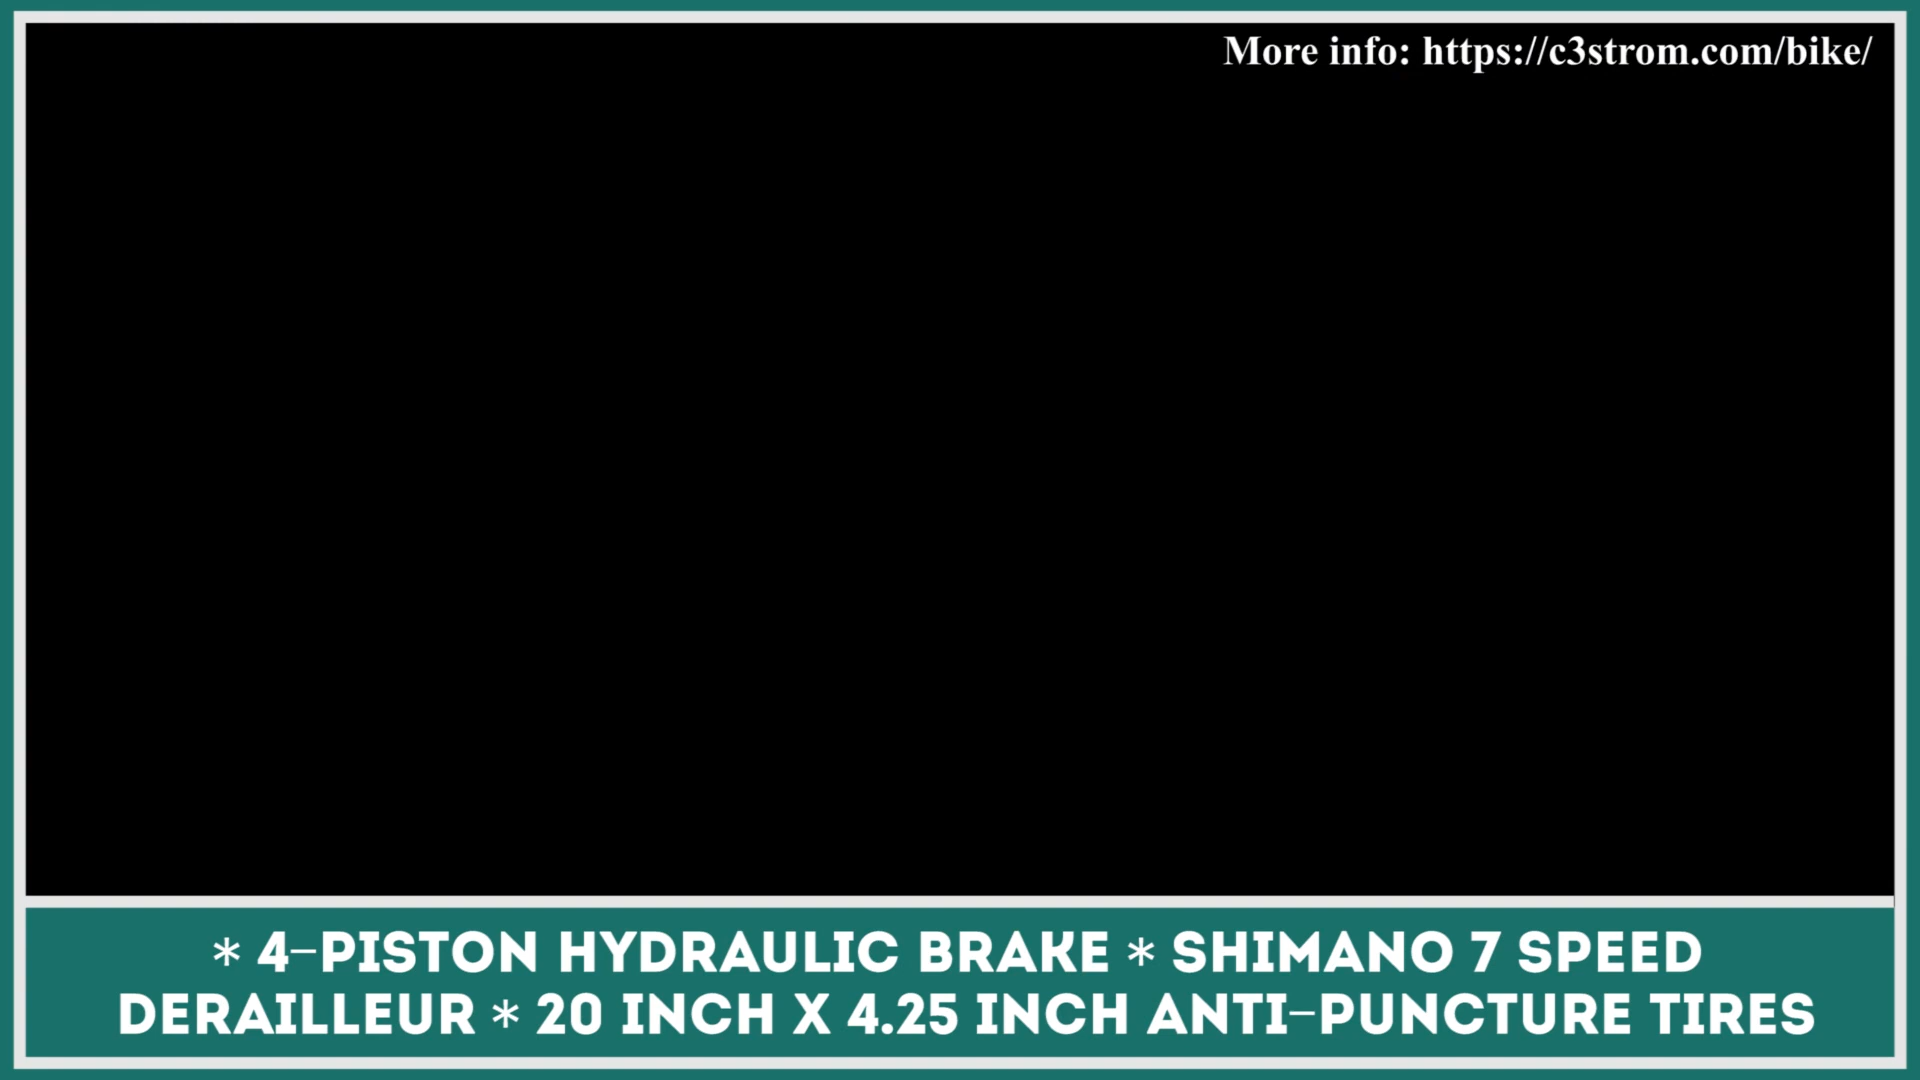 More info: https://c3strom.com/bike/
* 4-PISTON HYDRAULIC BRAKE * SHIMANO 7 SPEED
DERAILLEUR * 20 INCH X 4.25 INCH ANTI-PUNCTURE TIRES